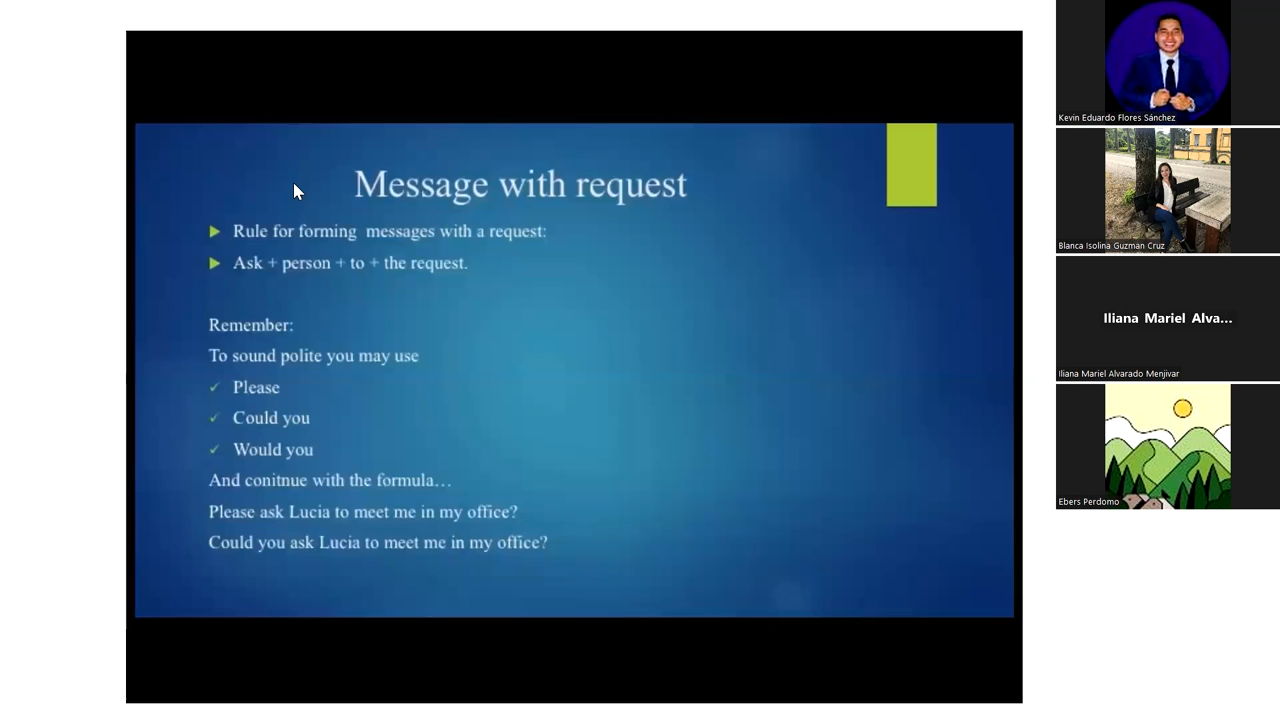 Message with request
Rule for forming messages with a request:
Ask + person + to + the request.
Remember:
To sound polite you may use
Please
Could you
Would you
And conitnue with the formula…
Please ask Lucia to meet me in my office?
Could you ask Lucia to meet me in my office?
Kevin Eduardo Flores Sánchez
Blanca Isolina Guzman Cruz
Iliana Mariel Alva...
Iliana Mariel Alvarado Menjivar
Ebers Perdomo